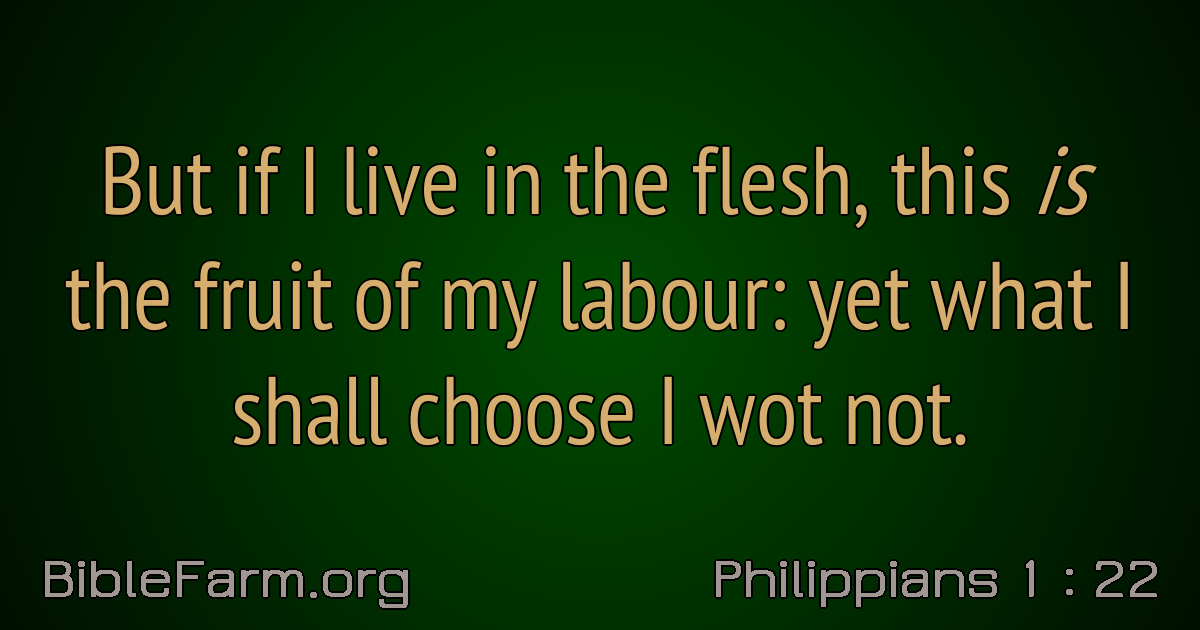 But if I live in the flesh, this is
the fruit of my labour: yet what I
shall choose I wot not.
BibleFarm.org
Philippians 1 : 22